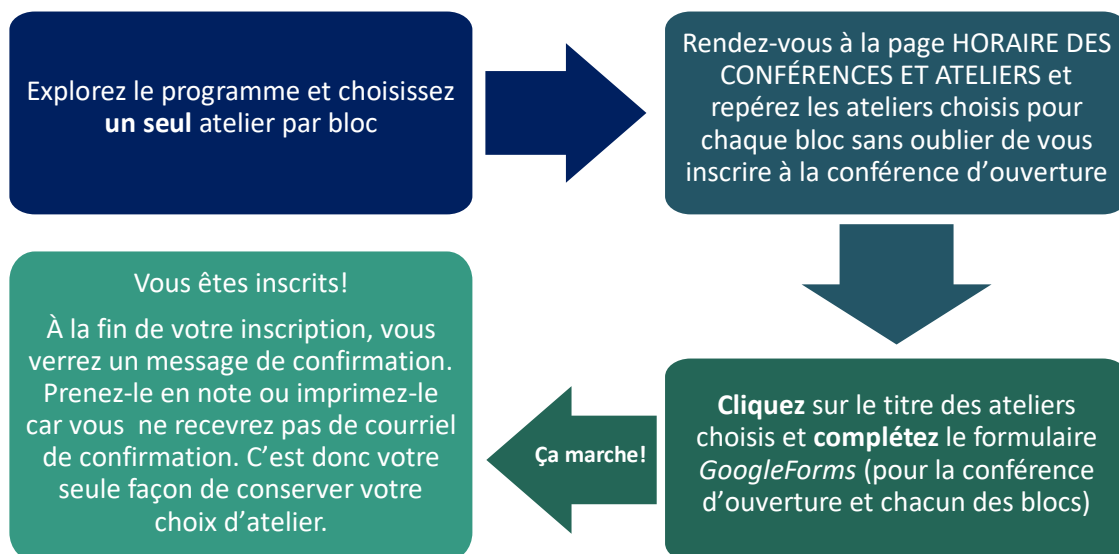 Explorez le programme et choisissez
un seul atelier par bloc
Rendez-vous à la page HORAIRE DES
CONFÉRENCES ET ATELIERS et
repérez les ateliers choisis pour
chaque bloc sans oublier de vous
inscrire à la conférence d’ouverture
Cliquez sur le titre des ateliers
choisis et complétez le formulaire
GoogleForms (pour la conférence
d’ouverture et chacun des blocs)
Ça marche!
Vous êtes inscrits!
À la fin de votre inscription, vous
verrez un message de confirmation.
Prenez-le en note ou imprimez-le
car vous  ne recevrez pas de courriel
de confirmation. C’est donc votre
seule façon de conserver votre
choix d’atelier.